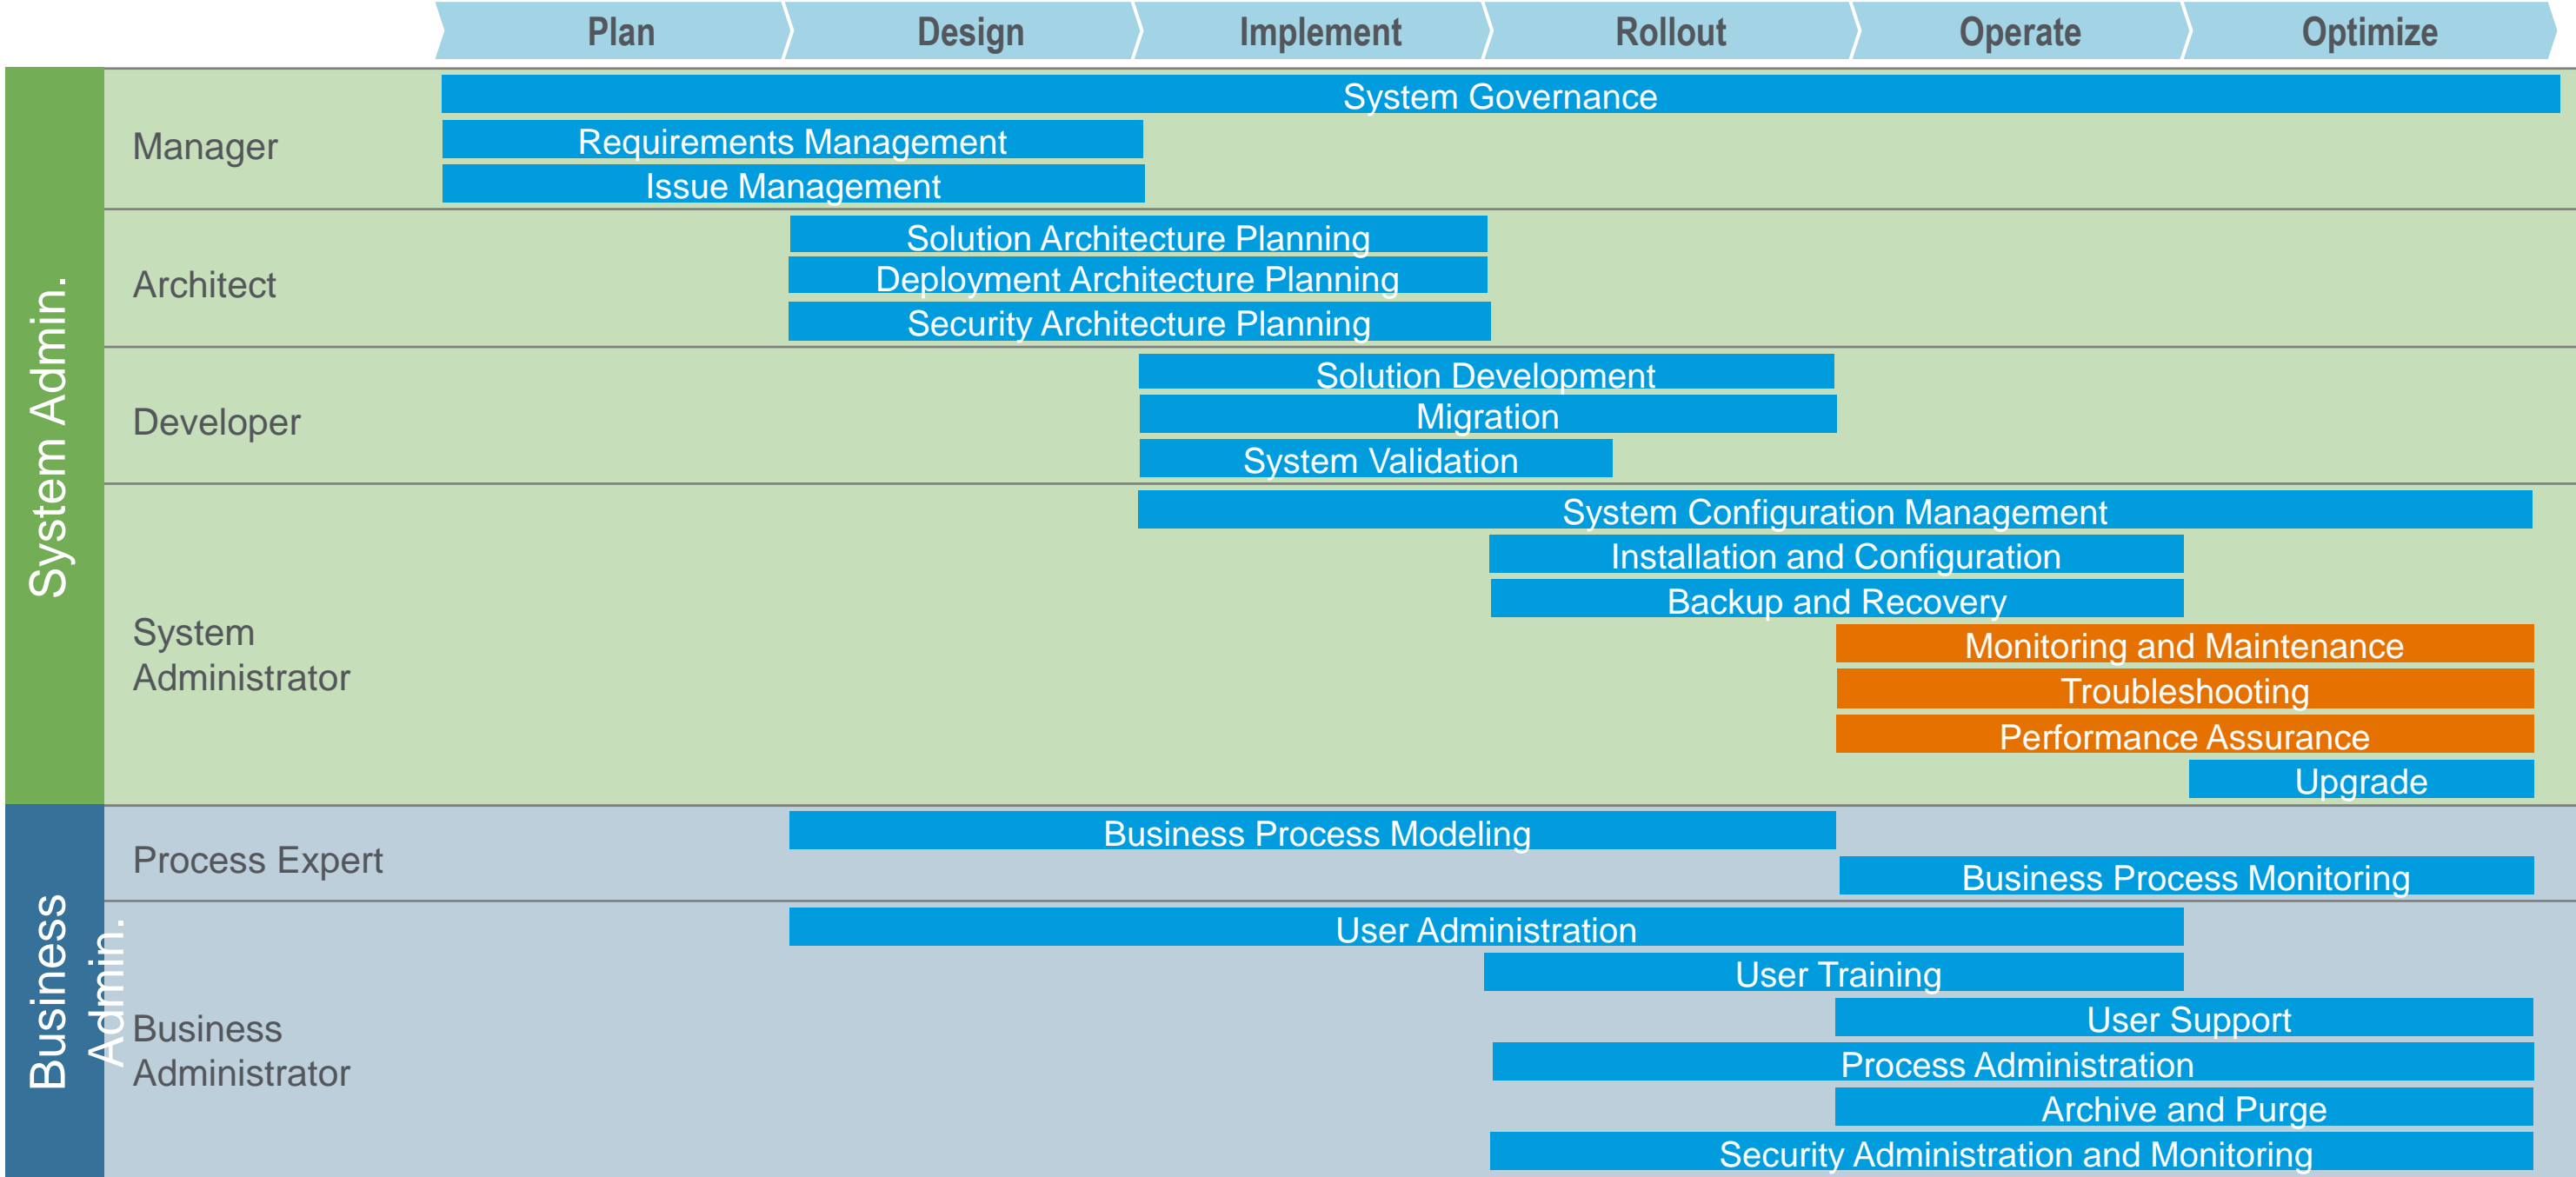 Plan
Design
Implement
Rollout
Operate
Optimize
System Admin.
Manager
System Governance
Requirements Management
Issue Management
Architect
Solution Architecture Planning
Deployment Architecture Planning
Security Architecture Planning
Developer
Solution Development
Migration
System Validation
System
Administrator
System Configuration Management
Installation and Configuration
Backup and Recovery
Monitoring and Maintenance
Troubleshooting
Performance Assurance
Upgrade
Business
Admin.
Process Expert
Business Process Modeling
Business Process Monitoring
Business
Administrator
User Administration
User Training
User Support
Process Administration
Archive and Purge
Security Administration and Monitoring